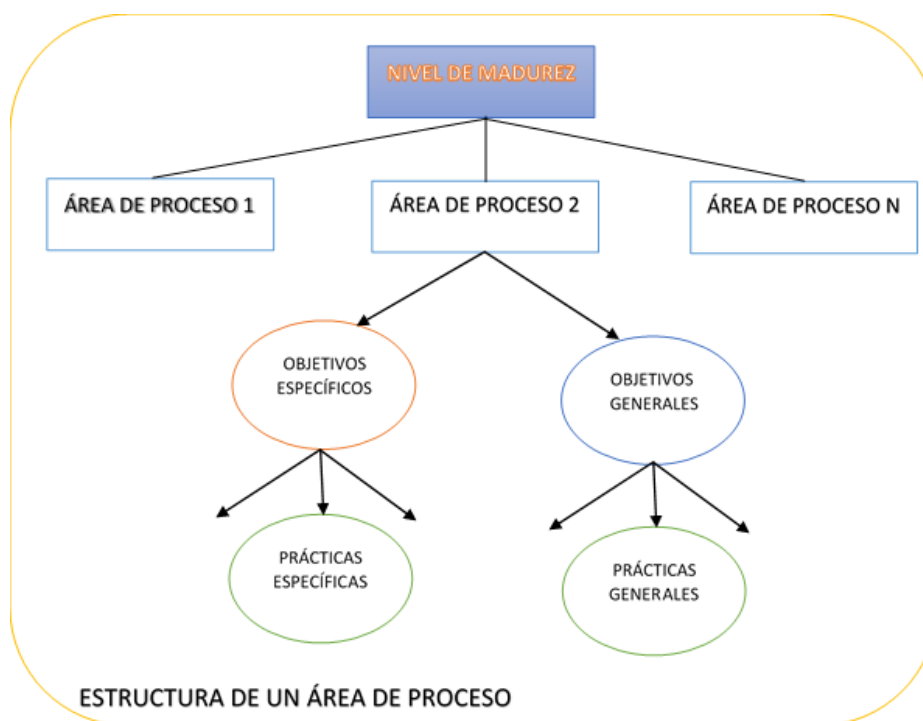 NIVEL DE MADUREZ
ÁREA DE PROCESO 1
ÁREA DE PROCESO 2
ÁREA DE PROCESO N
OBJETIVOS
ESPECÍFICOS
OBJETIVOS
GENERALES
PRÁCTICAS
ESPECÍFICAS
PRÁCTICAS
GENERALES
ESTRUCTURA DE UN ÁREA DE PROCESO